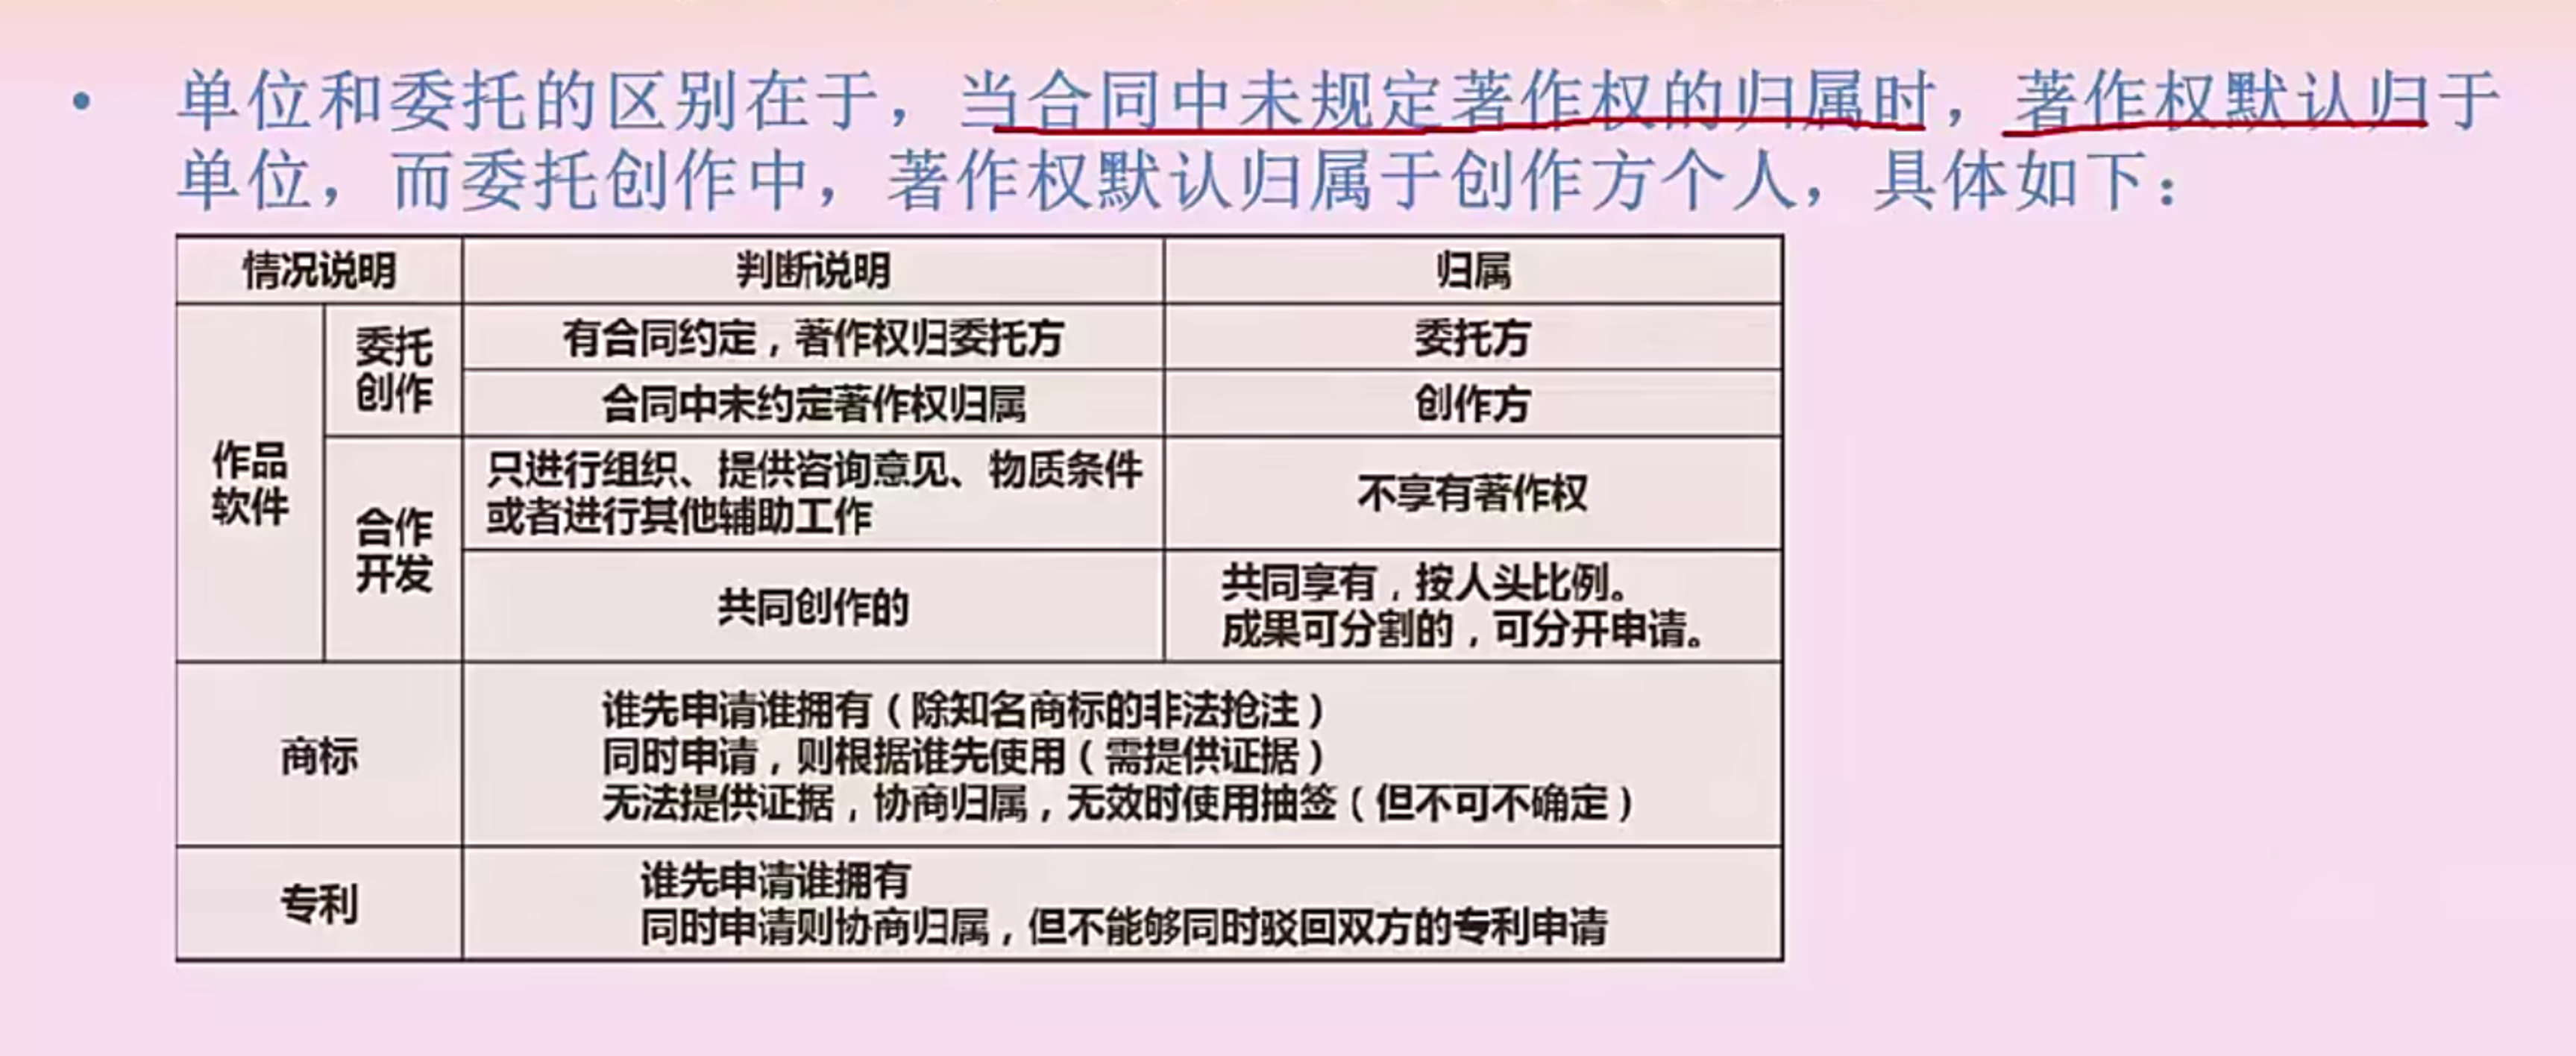 • 单位和委托的区别在于，当合同中未规定著作权的归属时，著作权默认归于
单位，而委托创作中，著作权默认归属于创作方个人，具体如下：
情况说明 判断说明 归属
作品
软件
委托
创作
有合同约定，著作权归委托方 委托方
合同中未约定著作权归属 创作方
合作
开发
只进行组织、提供咨询意见、物质条件
或者进行其他辅助工作
不享有著作权
共同创作的
共同享有，按人头比例。
成果可分割的，可分开申请。
商标
谁先申请谁拥有（除知名商标的非法抢注）
同时申请，则根据谁先使用（需提供证据）
无法提供证据，协商归属，无效时使用抽签（但不可不确定）
专利
谁先申请谁拥有
同时申请则协商归属，但不能够同时驳回双方的专利申请